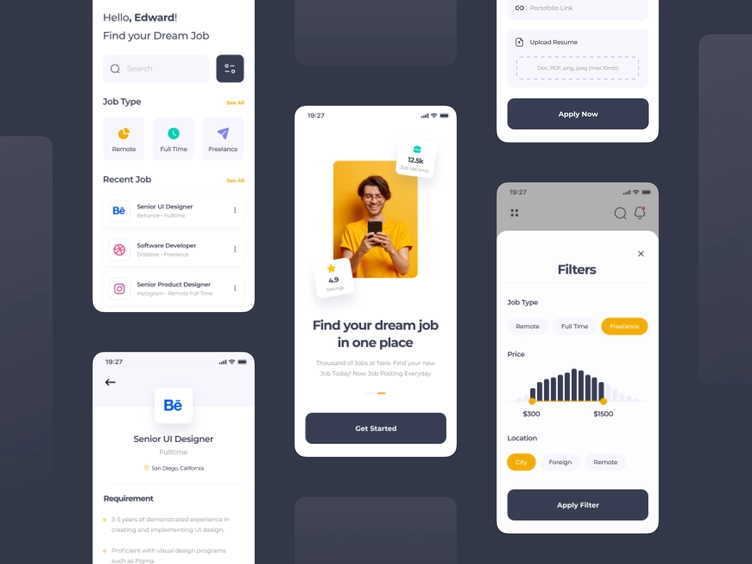 Hello, Edward!
Find your Dream Job
Search
Job Type
See All
Remote
Full Time
Freelance
Recent Job
See All
Bē
Senior UI Designer
Behance • Fulltime
Software Developer
Dribbble • Freelance
Senior Product Designer
Instagram • Remote Full Time
19:27
Bē
Senior UI Designer
Fulltime
San Diego, California
Requirement
3-5 years of demonstrated experience in
creating and implementing UI design
Proficient with visual design programs
such as Figma
19:27
12.5k
Job Vacancy
4.9
Find your dream job
in one place
Thousand of Jobs at here. Find your new
Job Today! New Job Posting Everyday
Get Started
Portofolio Link
Upload Resume
Doc, PDF, png, jpeg (max 10mb)
Apply Now
19:27
Filters
Job Type
Remote
Full Time
Freelance
Price
$300
$1500
Location
City
Foreign
Remote
Apply Filter